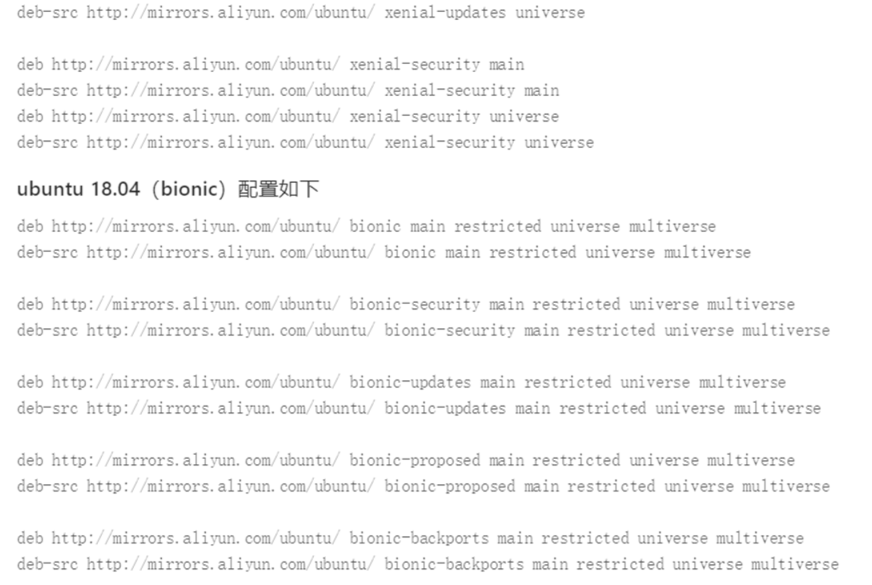 deb-src http://mirrors.aliyun.com/ubuntu/ xenial-updates universe
deb http://mirrors.aliyun.com/ubuntu/ xenial-security main
deb-src http://mirrors.aliyun.com/ubuntu/ xenial-security main
deb http://mirrors.aliyun.com/ubuntu/ xenial-security universe
deb-src http://mirrors.aliyun.com/ubuntu/ xenial-security universe
ubuntu 18.04（bionic）配置如下
deb http://mirrors.aliyun.com/ubuntu/ bionic main restricted universe multiverse
deb-src http://mirrors.aliyun.com/ubuntu/ bionic main restricted universe multiverse
deb http://mirrors.aliyun.com/ubuntu/ bionic-security main restricted universe multiverse
deb-src http://mirrors.aliyun.com/ubuntu/ bionic-security main restricted universe multiverse
deb http://mirrors.aliyun.com/ubuntu/ bionic-updates main restricted universe multiverse
deb-src http://mirrors.aliyun.com/ubuntu/ bionic-updates main restricted universe multiverse
deb http://mirrors.aliyun.com/ubuntu/ bionic-proposed main restricted universe multiverse
deb-src http://mirrors.aliyun.com/ubuntu/ bionic-proposed main restricted universe multiverse
deb http://mirrors.aliyun.com/ubuntu/ bionic-backports main restricted universe multiverse
deb-src http://mirrors.aliyun.com/ubuntu/ bionic-backports main restricted universe multiverse